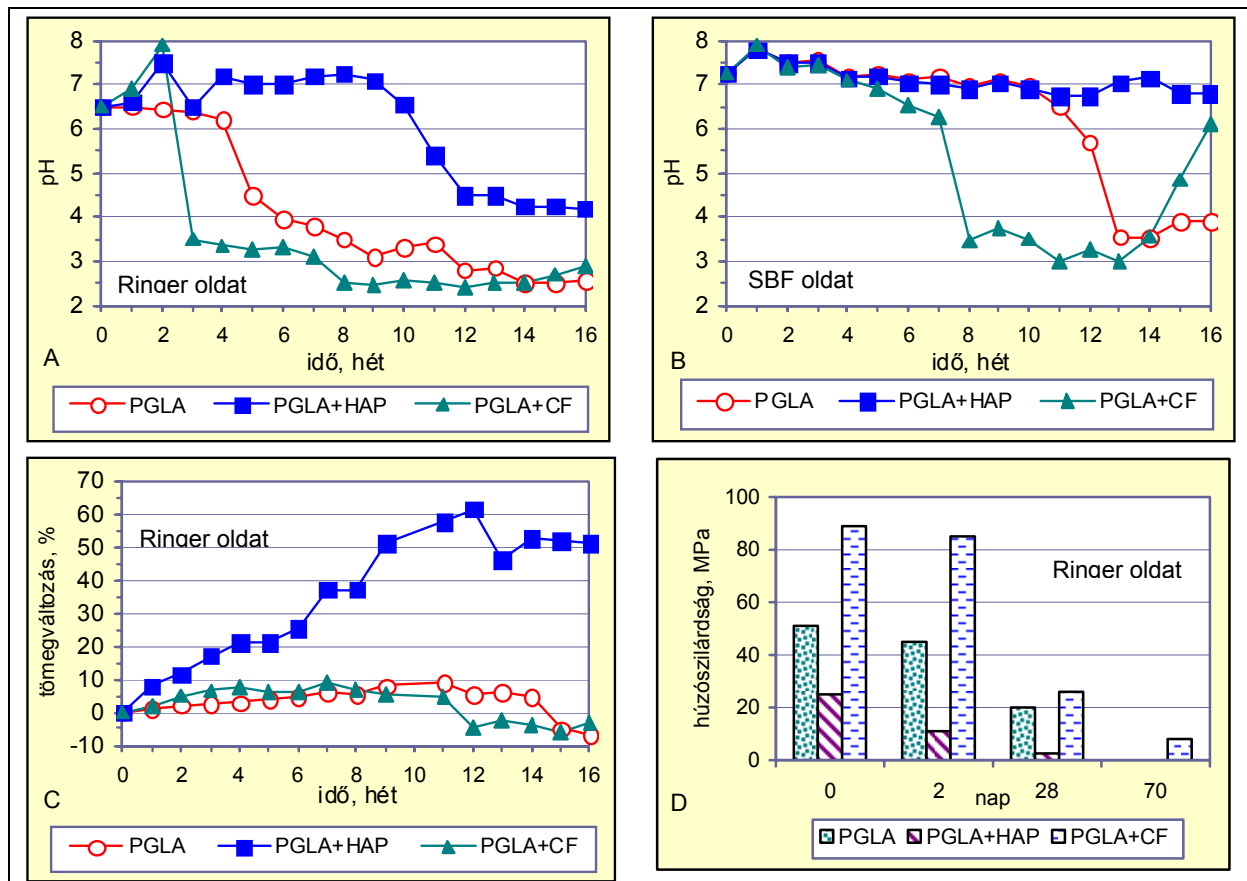 8
7
6
5
4
3
2
pH
Ringer oldat
0 2 4 6 8 10 12 14 16
A
idő, hét
PGLA PGLA+HAP PGLA+CF
8
7
6
5
4
3
2
pH
SBF oldat
0 2 4 6 8 10 12 14 16
B
idő, hét
PGLA PGLA+HAP PGLA+CF
70
60
50
40
30
20
10
0
-10
tömegváltozás, %
Ringer oldat
0 2 4 6 8 10 12 14 16
C
idő, hét
PGLA PGLA+HAP PGLA+CF
100
80
60
40
20
0
húzószilárdság, MPa
Ringer oldat
0 2 28 70
D
nap
PGLA PGLA+HAP PGLA+CF